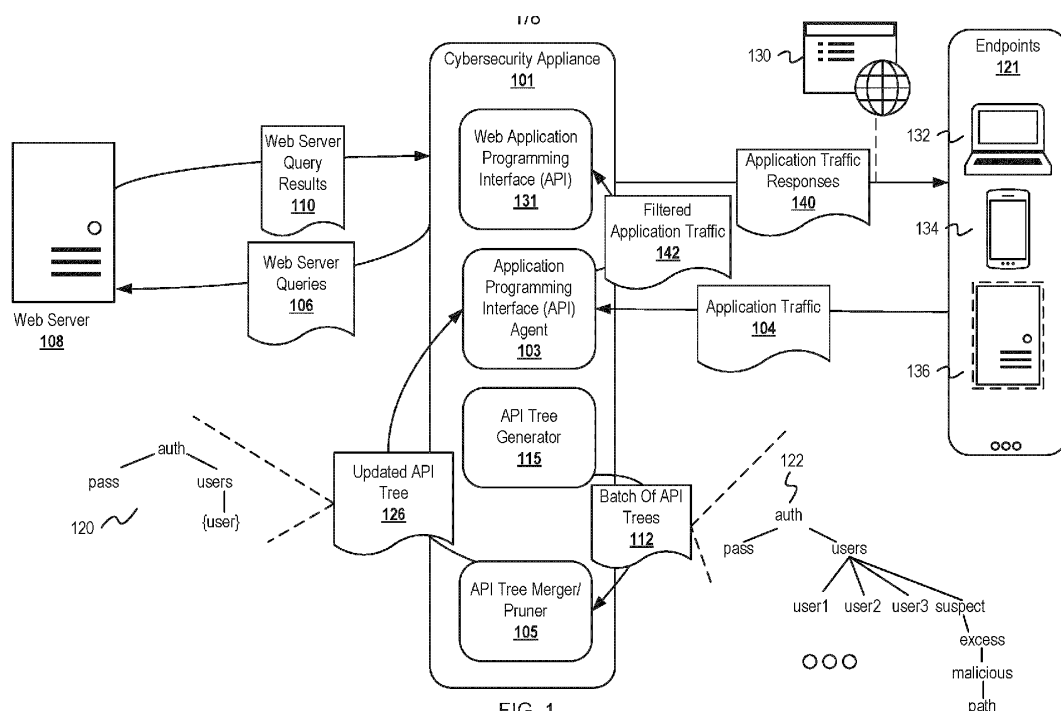 1/6
Cybersecurity Appliance
101
Web Application
Programming
Interface (API)
131
Application
Programming
Interface (API)
Agent
103
API Tree
Generator
115
API Tree Merger/
Pruner
105
Web Server
Query
Results
110
Web Server
Queries
106
Web Server
108
130
Endpoints
121
132
134
136
Application Traffic
Responses
140
Filtered
Application Traffic
142
Application Traffic
104
Updated API
Tree
126
Batch Of API
Trees
112
auth
pass
users
{user}
120
122
auth
pass
users
user1
user2
user3
suspect
excess
malicious
path
FIG. 1